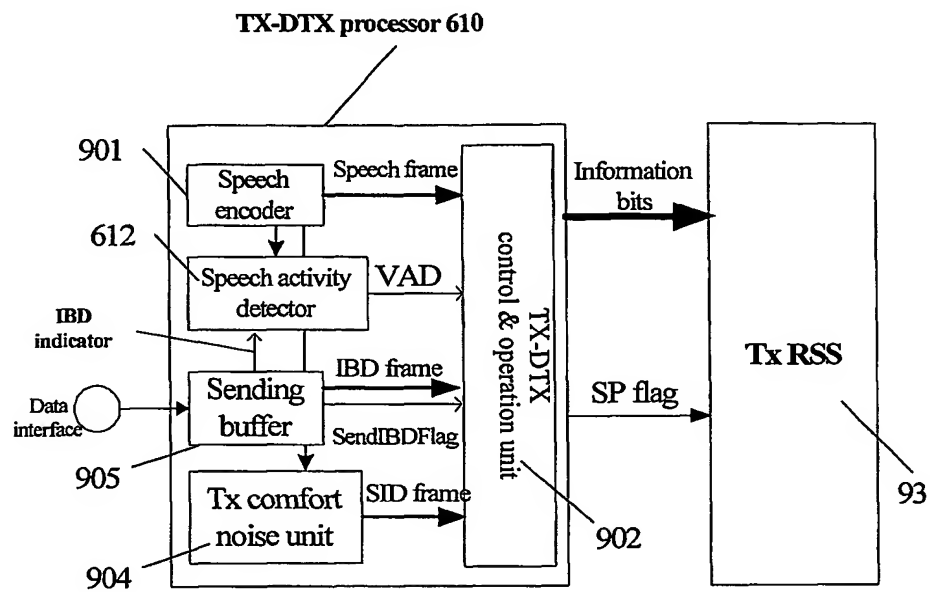 TX-DTX processor 610
901
Speech
encoder
Speech frame
Information
bits
612
Speech activity
detector
VAD
IBD
indicator
TX-DTX
control & operation unit
Tx RSS
IBD frame
Data
interface
Sending
buffer
SendIBDFlag
SP flag
905
Tx comfort
noise unit
SID frame
904
902
93